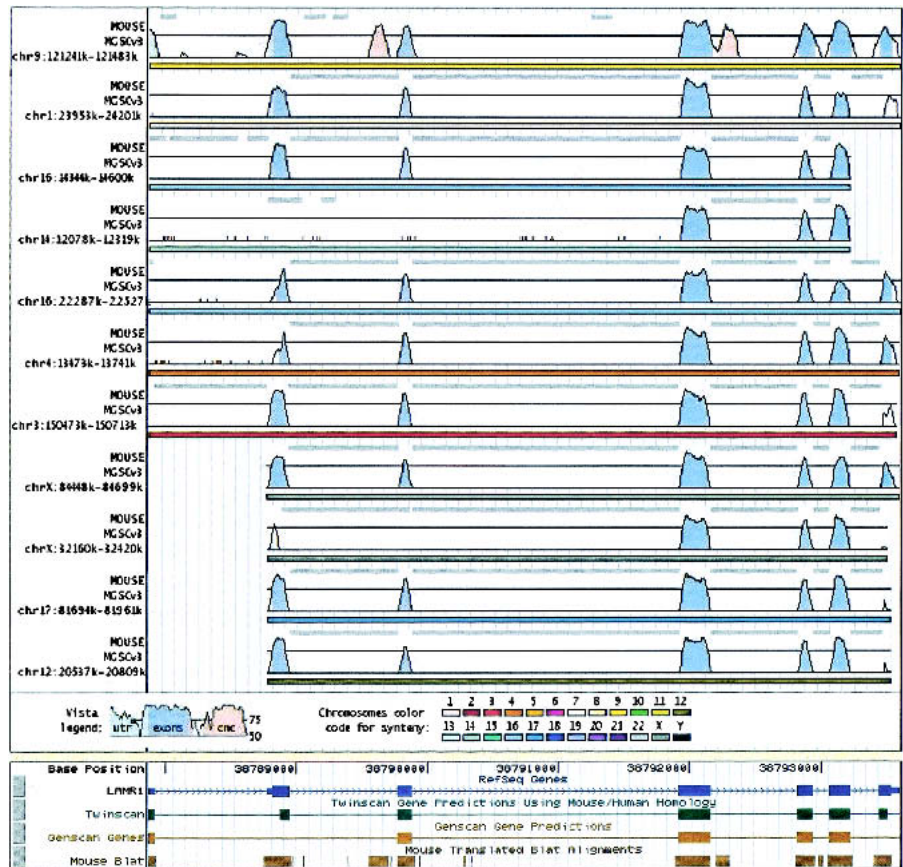 MOUSE
MGSCv3
chr9:121241k-121483k
MOUSE
MGSCv3
chr1:23953k-24201k
MOUSE
MGSCv3
chr16:14344k-14600k
MOUSE
MGSCv3
chr14:12078k-12319k
MOUSE
MGSCv3
chr16:22287k-22527
MOUSE
MGSCv3
chr4:13473k-13741k
MOUSE
MGSCv3
chr3:150473k-150713k
MOUSE
MGSCv3
chrX:84448k-84699k
MOUSE
MGSCv3
chrX:32160k-32420k
MOUSE
MGSCv3
chr17:81694k-81961k
MOUSE
MGSCv3
chr12:20537k-20809k
Vista legend: utr exons cnc 75 50
Chromosomes color code for synteny:
1 2 3 4 5 6 7 8 9 10 11 12
13 14 15 16 17 18 19 20 21 22 X Y
Base Position 38789000 38790000 38791000 38792000 38793000
RefSeq Genes
LAMR1
Twinscan Gene Predictions Using Mouse/Human Homology
Twinscan
Genscan Gene Predictions
Genscan Genes
Mouse Translated Blat Alignments
Mouse Blat